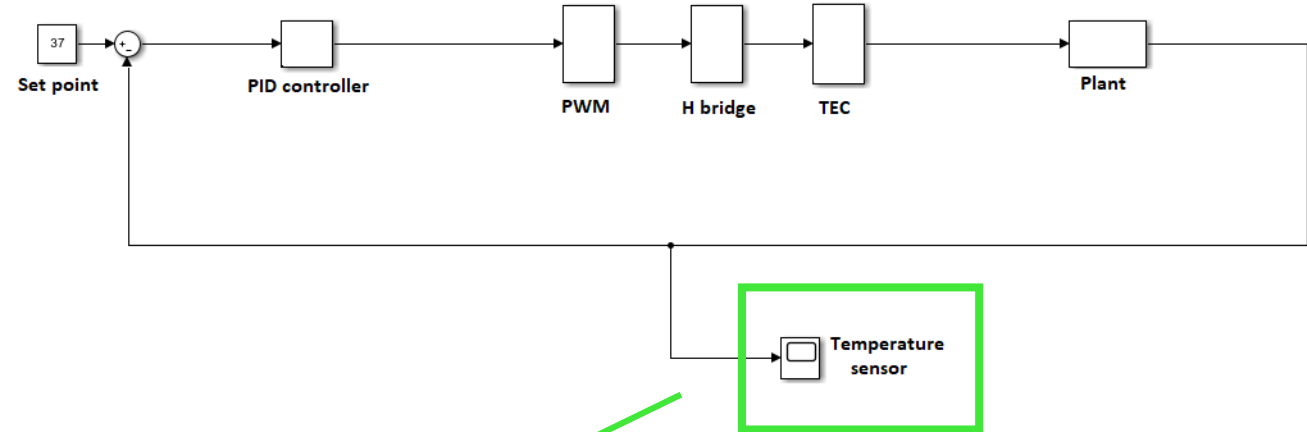 37
+
-
Set point
PID controller
PWM
H bridge
TEC
Plant
Temperature
sensor